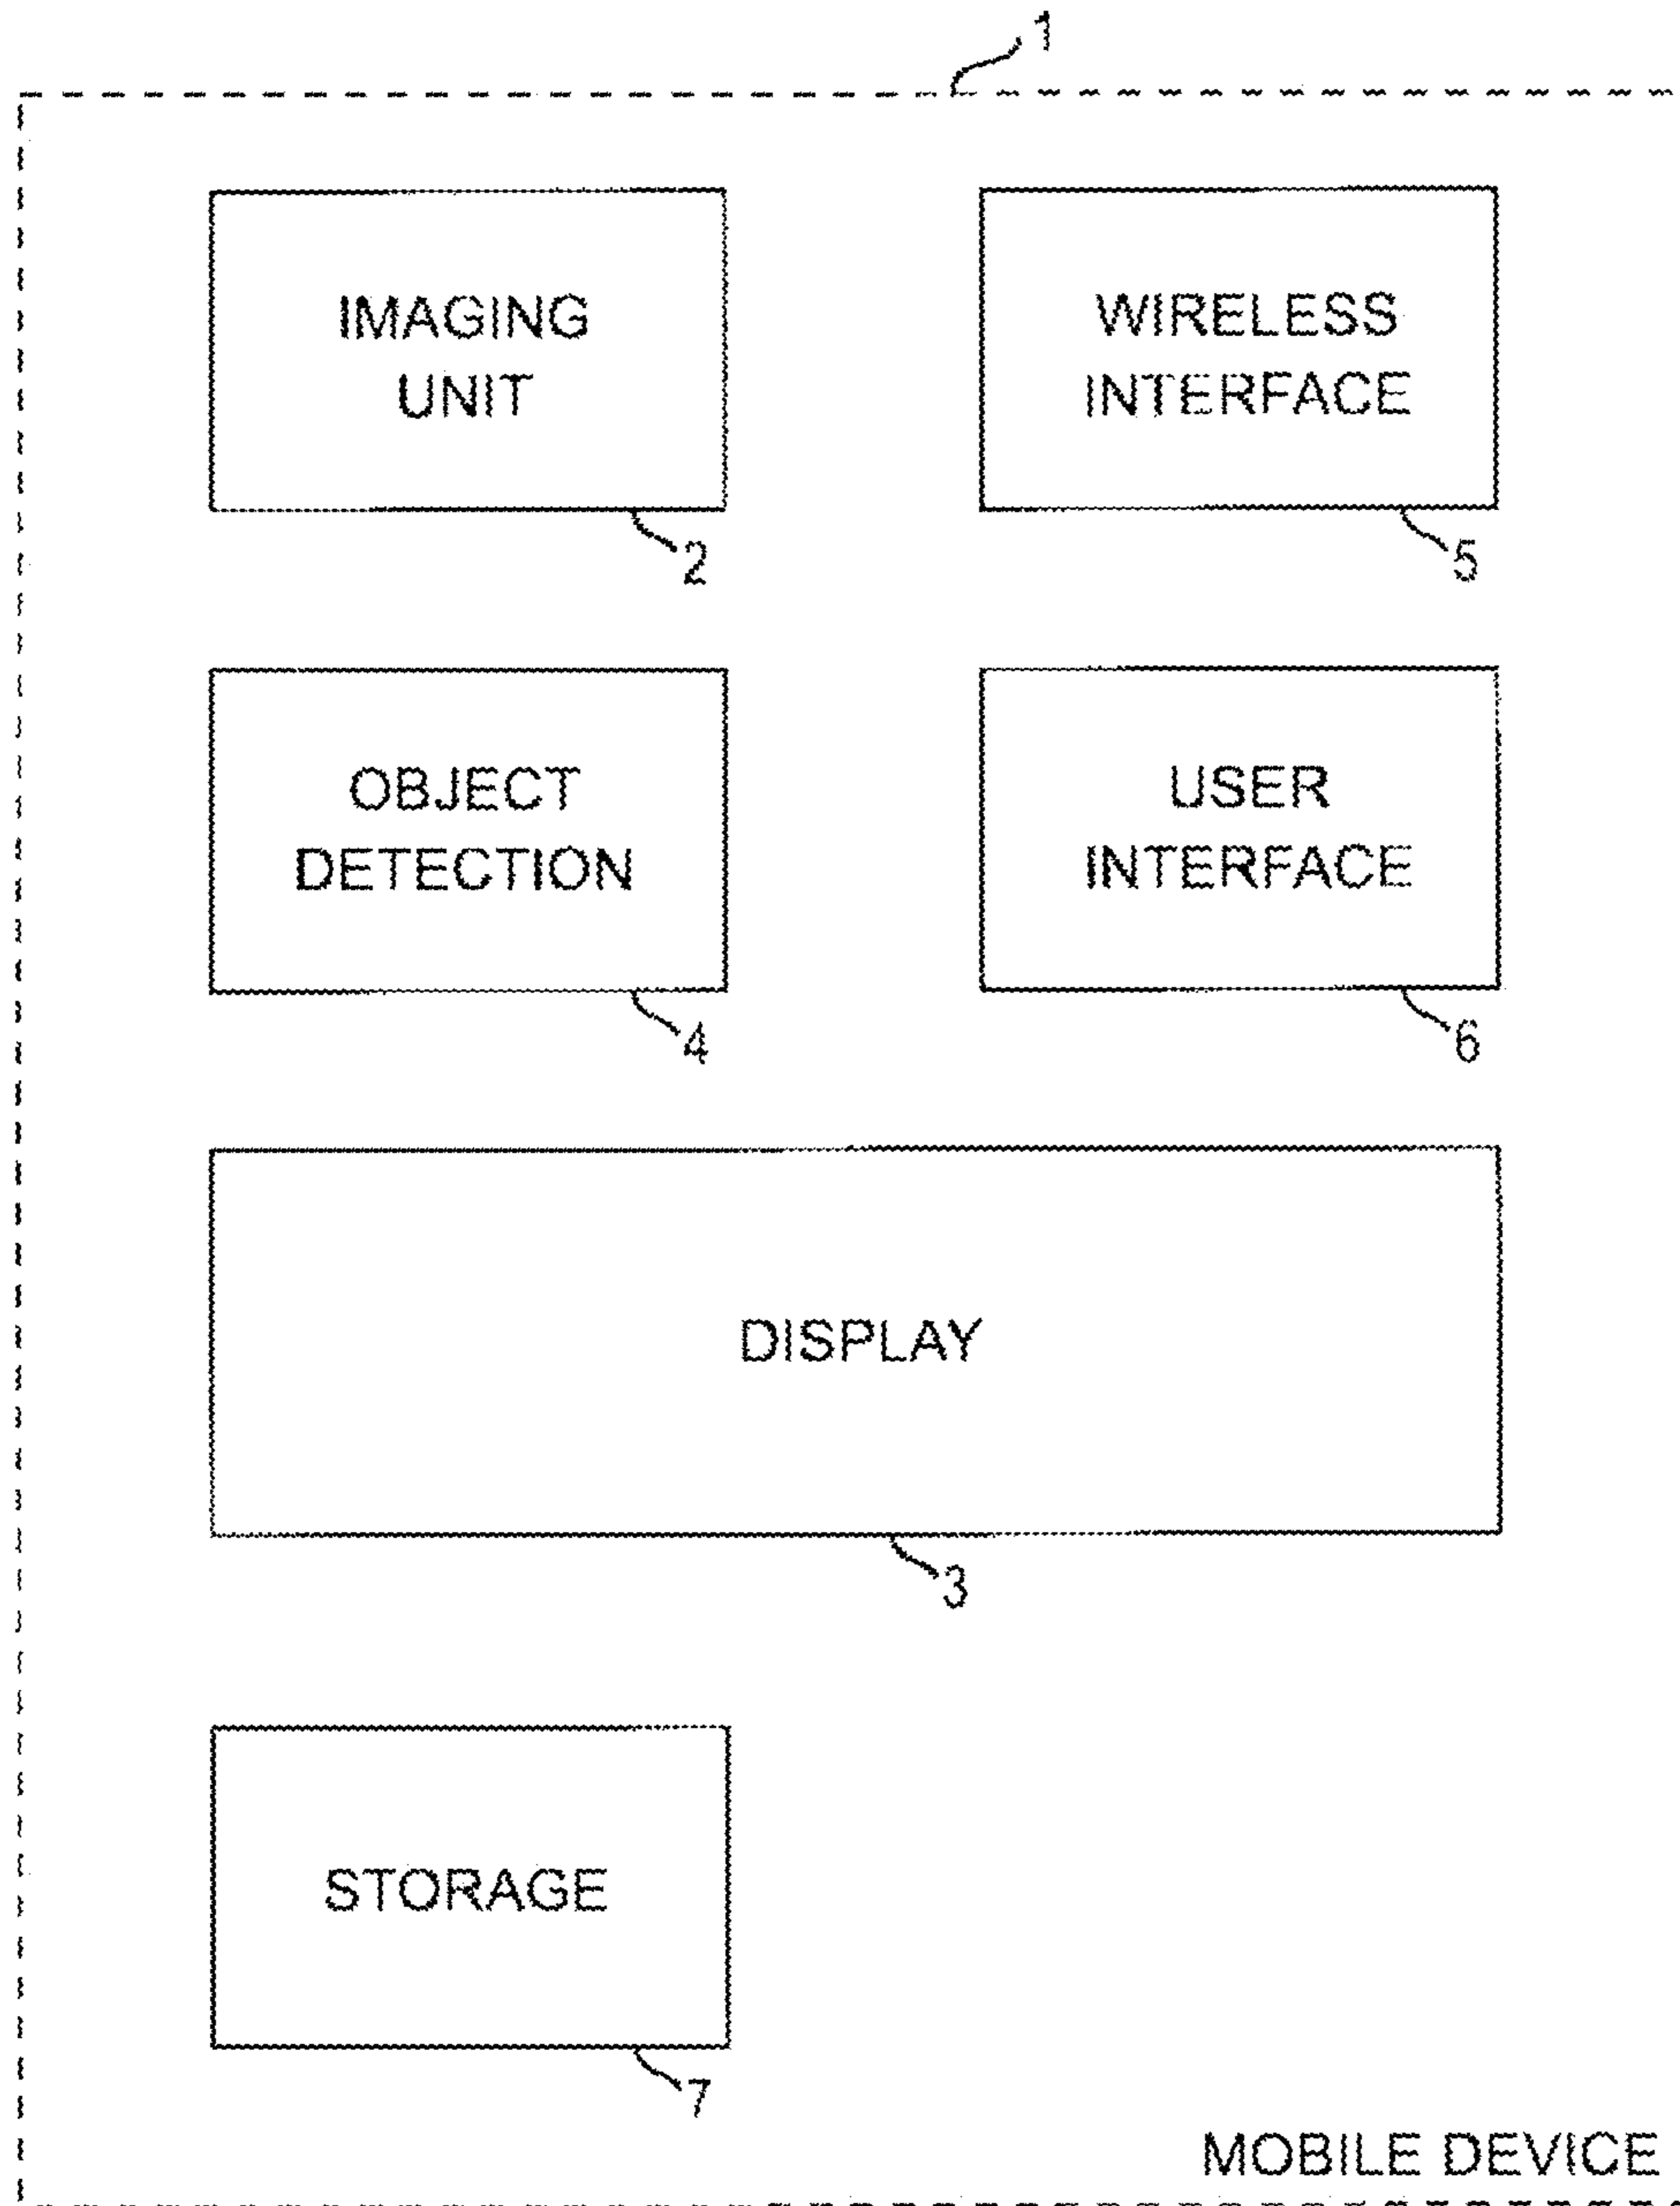 1
IMAGING
UNIT
2
WIRELESS
INTERFACE
5
OBJECT
DETECTION
4
USER
INTERFACE
6
DISPLAY
3
STORAGE
7
MOBILE DEVICE